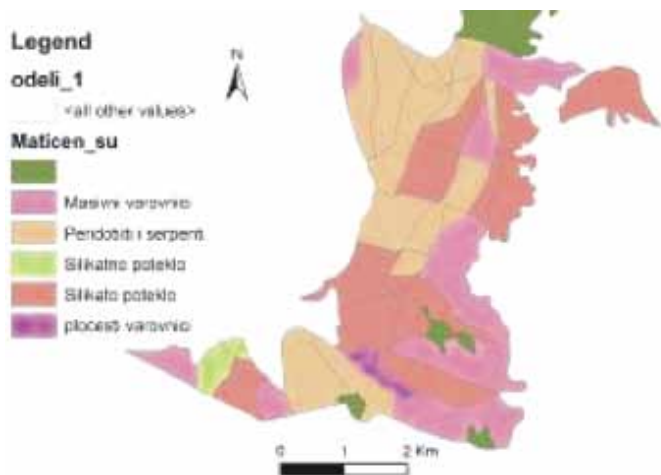 Legend
N
odeli_1
<all other values>
Maticen_su
Masivni varovnici
Peridotiti i serpenti
Silikatno poteklo
Silikato poteklo
plocesti varovnici
0 1 2 Km